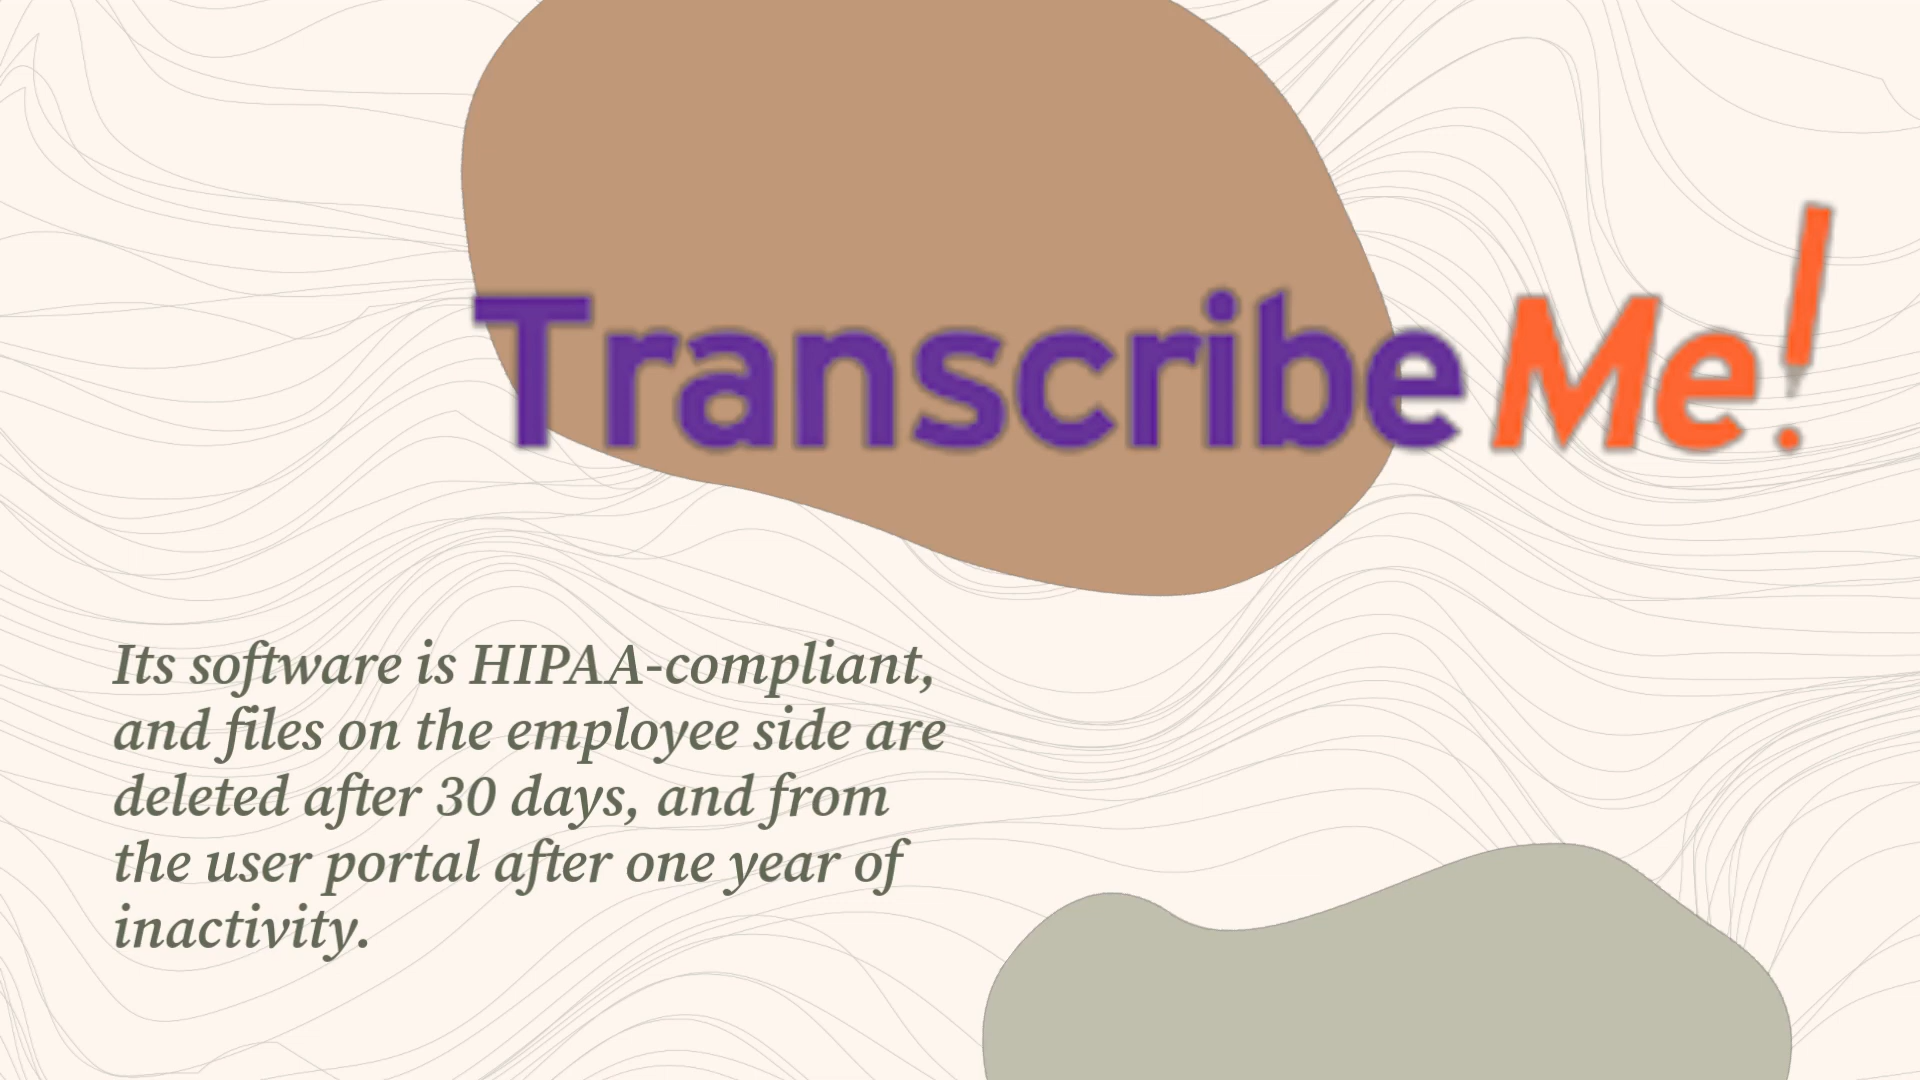 TranscribeMe!
Its software is HIPAA-compliant,
and files on the employee side are
deleted after 30 days, and from
the user portal after one year of
inactivity.